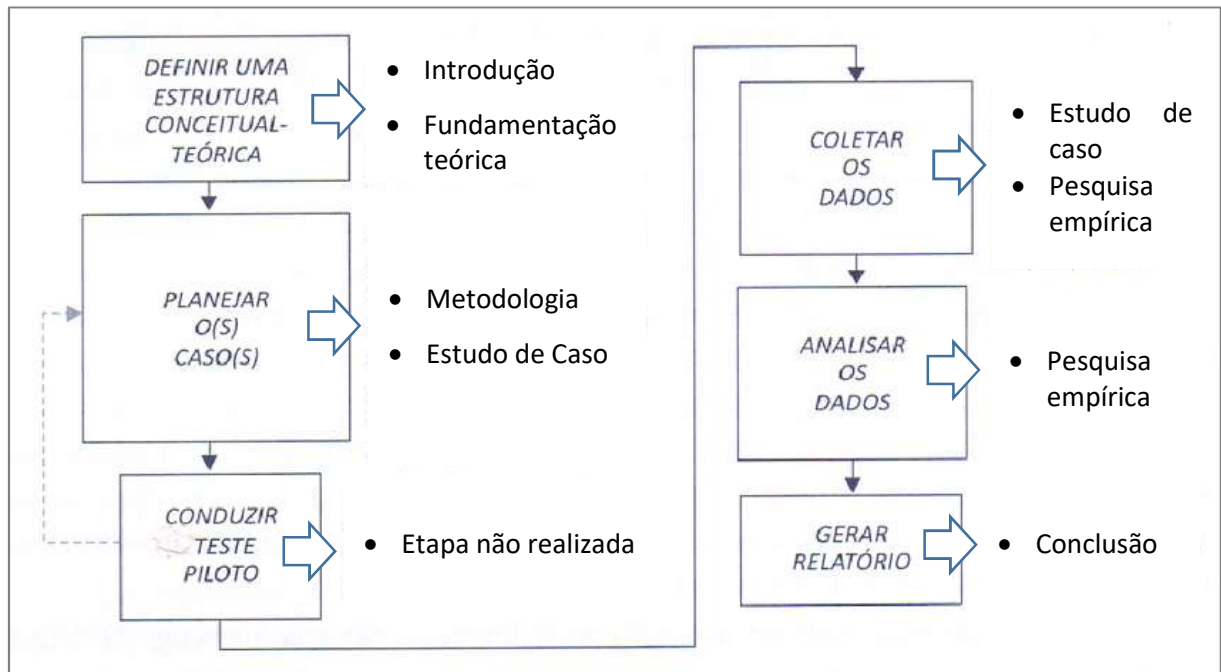 DEFINIR UMA
ESTRUTURA
CONCEITUAL-
TEÓRICA
• Introdução
• Fundamentação
teórica
PLANEJAR
O(S)
CASO(S)
• Metodologia
• Estudo de Caso
CONDUZIR
TESTE
PILOTO
• Etapa não realizada
COLETAR
OS
DADOS
• Estudo de
caso
• Pesquisa
empírica
ANALISAR
OS
DADOS
• Pesquisa
empírica
GERAR
RELATÓRIO
• Conclusão